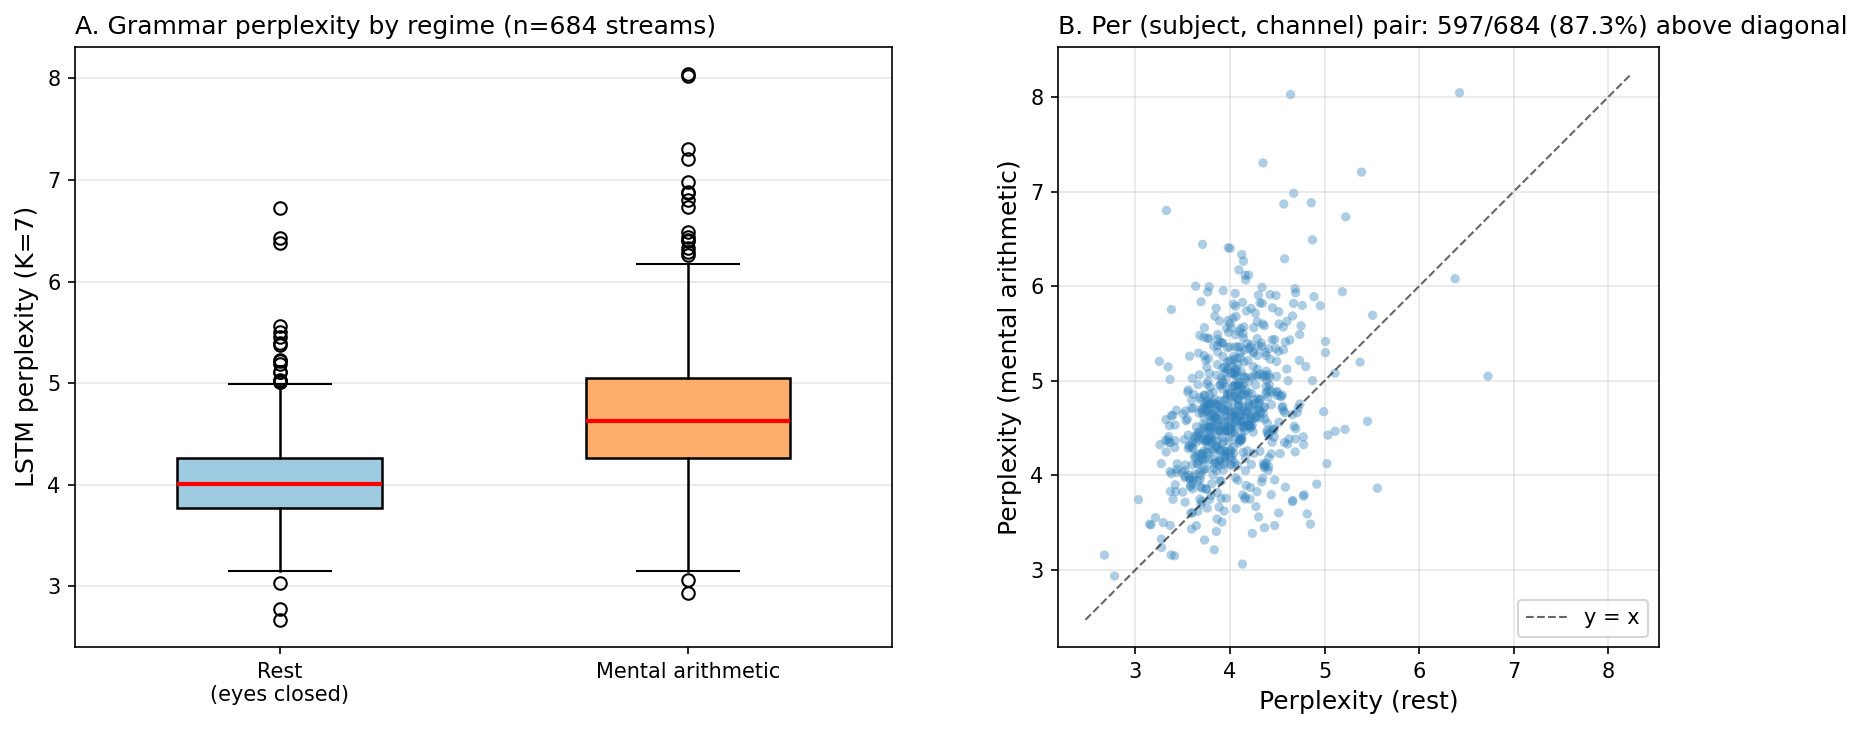 A. Grammar perplexity by regime (n=684 streams)
LSTM perplexity (K=7)
8
7
6
5
4
3
Rest
(eyes closed)
Mental arithmetic
B. Per (subject, channel) pair: 597/684 (87.3%) above diagonal
Perplexity (mental arithmetic)
8
7
6
5
4
3
y = x
3 4 5 6 7 8
Perplexity (rest)